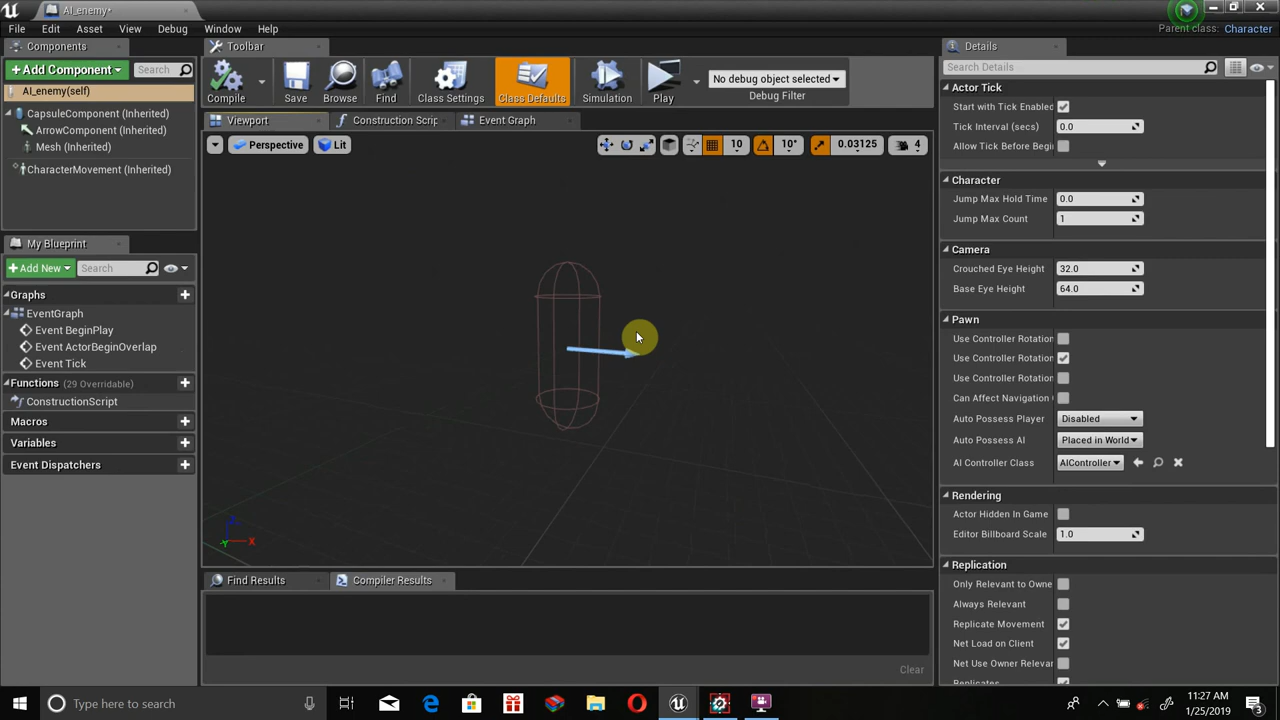 AI_enemy*
File Edit Asset View Debug Window Help
Parent class: Character
Components
Toolbar
Details
Add Component
Search
Compile
Save
Browse
Find
Class Settings
Class Defaults
Simulation
Play
No debug object selected
Debug Filter
Search Details
AI_enemy(self)
CapsuleComponent (Inherited)
ArrowComponent (Inherited)
Mesh (Inherited)
CharacterMovement (Inherited)
Viewport
Construction Scrip
Event Graph
Perspective
Lit
10
10°
0.03125
4
X
My Blueprint
Add New
Search
Graphs
EventGraph
Event BeginPlay
Event ActorBeginOverlap
Event Tick
Functions (29 Overridable)
ConstructionScript
Macros
Variables
Event Dispatchers
Find Results
Compiler Results
Clear
Actor Tick
Start with Tick Enabled
Tick Interval (secs) 0.0
Allow Tick Before Begi
Character
Jump Max Hold Time 0.0
Jump Max Count 1
Camera
Crouched Eye Height 32.0
Base Eye Height 64.0
Pawn
Use Controller Rotation
Use Controller Rotation
Use Controller Rotation
Can Affect Navigation
Auto Possess Player Disabled
Auto Possess AI Placed in World
AI Controller Class AIController
Rendering
Actor Hidden In Game
Editor Billboard Scale 1.0
Replication
Only Relevant to Owne
Always Relevant
Replicate Movement
Net Load on Client
Net Use Owner Relevan
Replicates
Type here to search
11:27 AM
1/25/2019
3